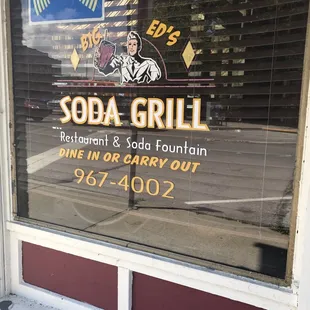 BIG ED'S
SODA GRILL
Restaurant & Soda Fountain
DINE IN OR CARRY OUT
967-4002